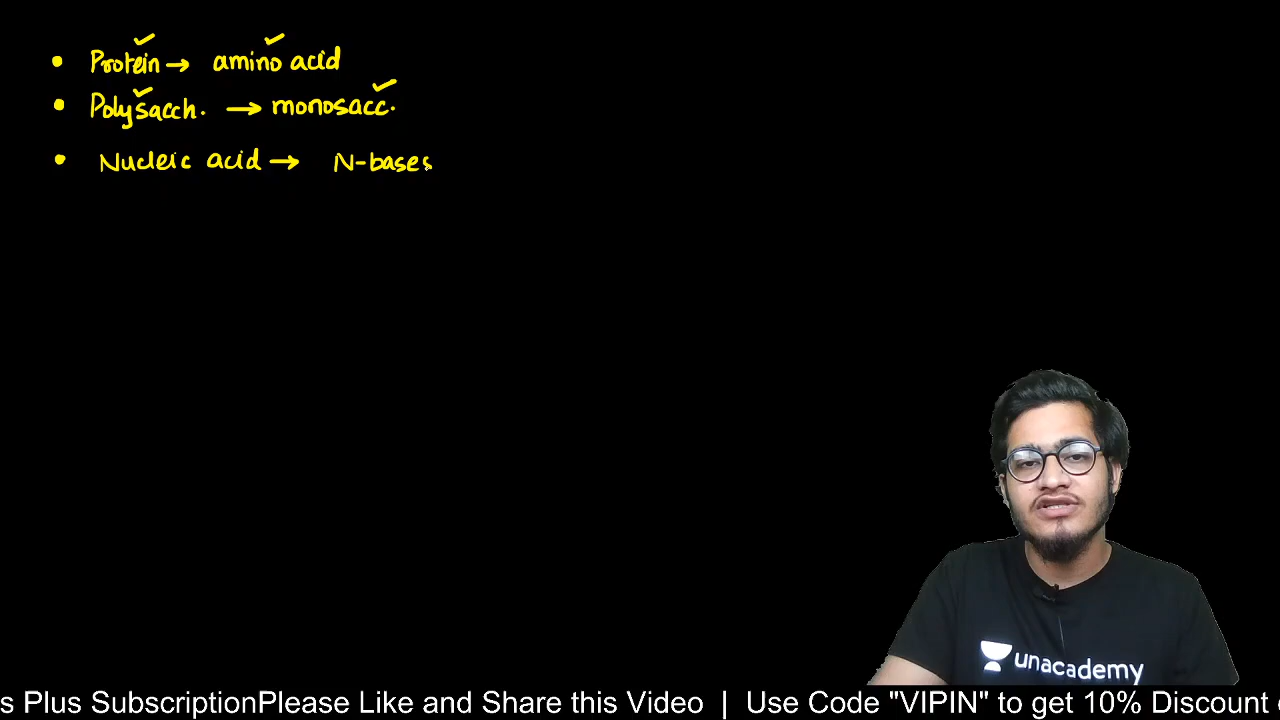 • Protein → amino acid
• Polysacch. → monosacc.
• Nucleic acid → N-bases
unacademy
s Plus SubscriptionPlease Like and Share this Video | Use Code "VIPIN" to get 10% Discount